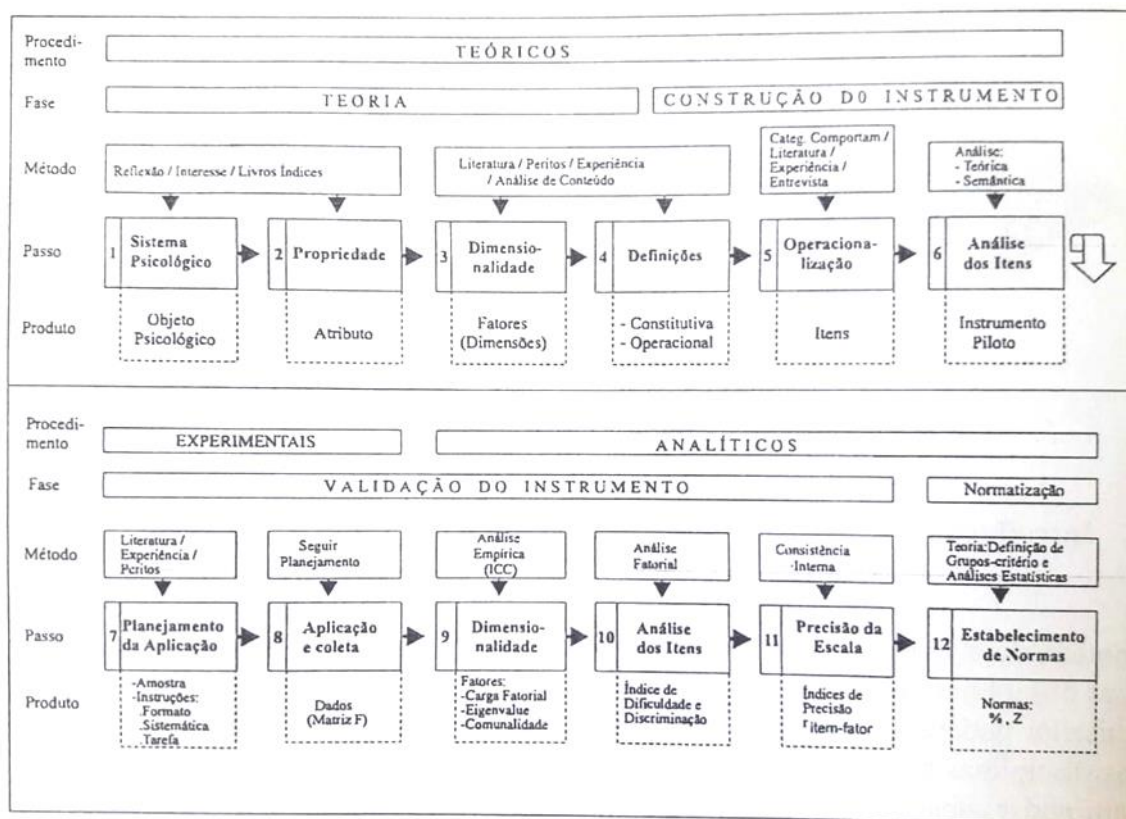 Procedi-
mento
TEÓRICOS
Fase
TEORIA
CONSTRUÇÃO DO INSTRUMENTO
Método
Reflexão / Interesse / Livros Índices
Literatura / Peritos / Experiência
/ Análise de Conteúdo
Categ. Comportam /
Literatura /
Experiência /
Entrevista
Análise:
- Teórica
- Semântica
Passo
1 Sistema
Psicológico
2 Propriedade
3 Dimensio-
nalidade
4 Definições
5 Operaciona-
lização
6 Análise
dos Itens
Produto
Objeto
Psicológico
Atributo
Fatores
(Dimensões)
- Constitutiva
- Operacional
Itens
Instrumento
Piloto
Procedi-
mento
EXPERIMENTAIS
ANALÍTICOS
Fase
VALIDAÇÃO DO INSTRUMENTO
Normatização
Método
Literatura /
Experiência /
Peritos
Seguir
Planejamento
Análise
Empírica
(ICC)
Análise
Fatorial
Consistência
-Interna
Teoria:Definição de
Grupos-critério e
Análises Estatísticas
Passo
7 Planejamento
da Aplicação
8 Aplicação
e coleta
9 Dimensio-
nalidade
10 Análise
dos Itens
11 Precisão da
Escala
12 Estabelecimento
de Normas
Produto
-Amostra
-Instruções:
.Formato
.Sistemática
.Tarefa
Dados
(Matriz F)
Fatores:
-Carga Fatorial
-Eigenvalue
-Comunalidade
Índice de
Dificuldade e
Discriminação
Índices de
Precisão
r item-fator
Normas:
%, Z